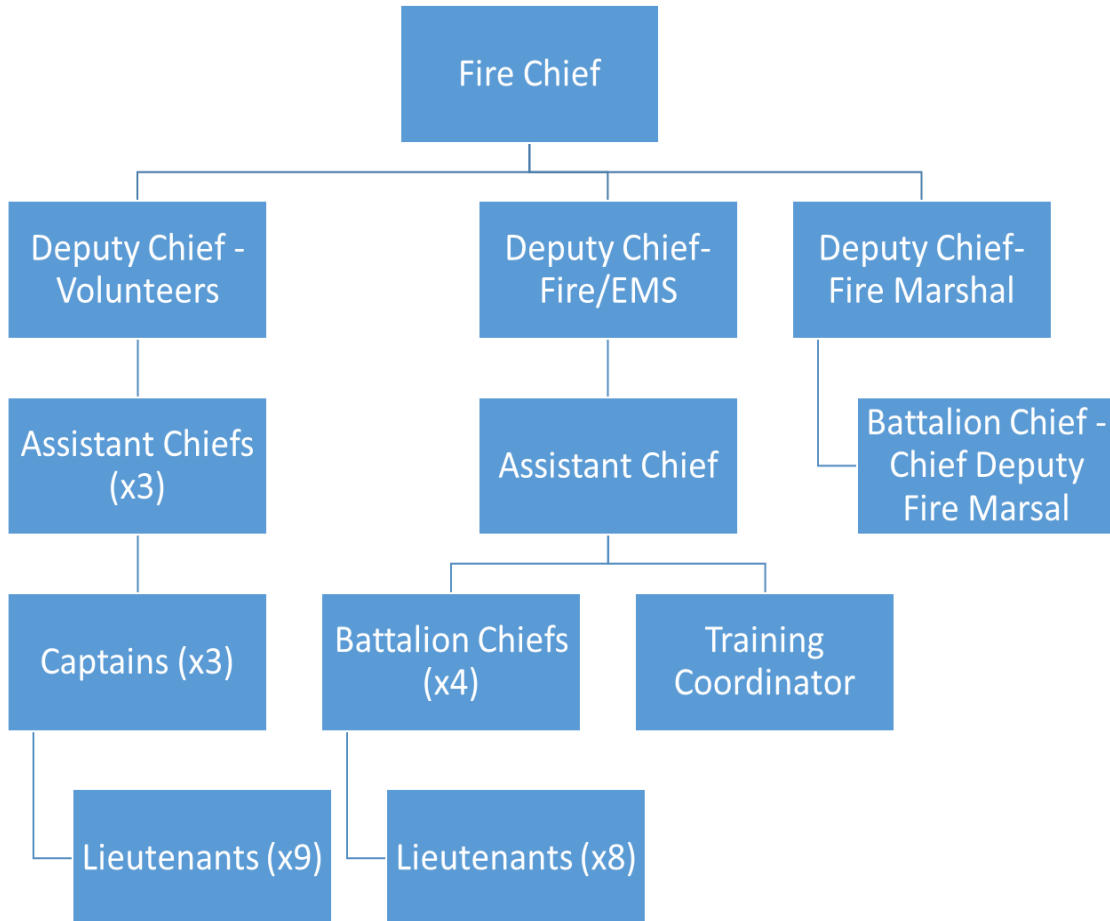 Fire Chief
Deputy Chief -
Volunteers
Deputy Chief-
Fire/EMS
Deputy Chief-
Fire Marshal
Assistant Chiefs
(x3)
Assistant Chief
Battalion Chief -
Chief Deputy
Fire Marsal
Captains (x3)
Battalion Chiefs
(x4)
Training
Coordinator
Lieutenants (x9)
Lieutenants (x8)